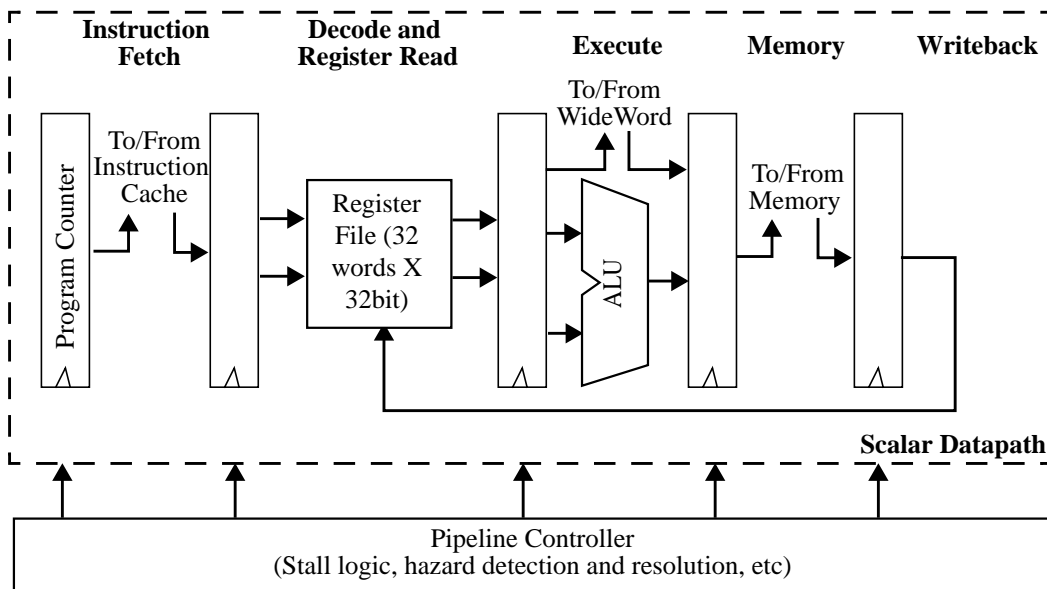 Instruction
Fetch
Decode and
Register Read
Execute
Memory
Writeback
Program Counter
To/From
Instruction
Cache
Register
File (32
words X
32bit)
To/From
WideWord
ALU
To/From
Memory
Scalar Datapath
Pipeline Controller
(Stall logic, hazard detection and resolution, etc)